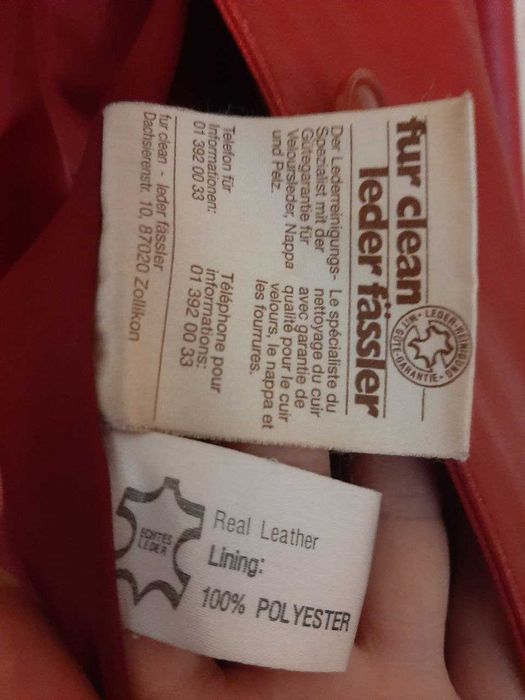 fur clean
leder fässler
LEDER-REINIGUNG
MIT GÜTE-GARANTIE
Der Lederreinigungs-
Spezialist mit der
Gütegarantie für
Veloursleder, Nappa
und Pelz.
Le spécialiste du
nettoyage du cuir
avec garantie de
qualité pour le cuir
velours, le nappa et
les fourrures.
Telefon für
Informationen:
01 392 00 33
Téléphone pour
informations:
01 392 00 33
fur clean - leder fässler
Dachslerenstr. 10, 87020 Zollikon
ECHTES
LEDER
Real Leather
Lining:
100% POLYESTER